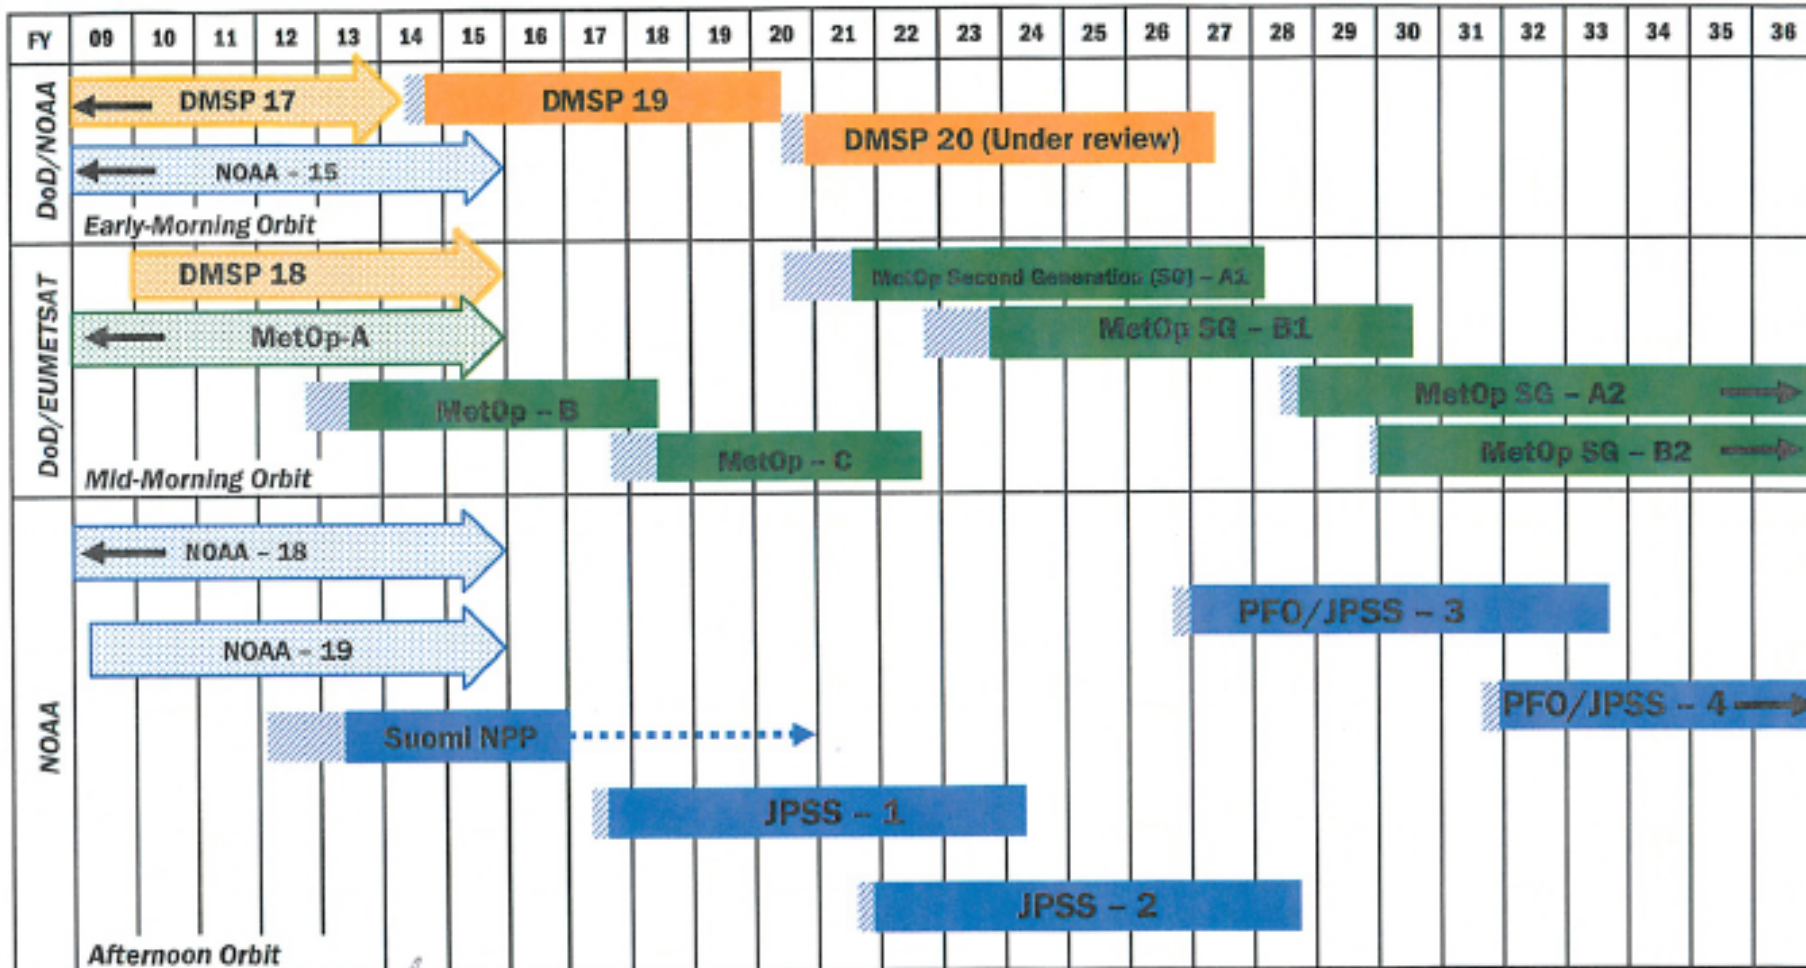 FY 09 10 11 12 13 14 15 16 17 18 19 20 21 22 23 24 25 26 27 28 29 30 31 32 33 34 35 36
DoD/NOAA
DMSP 17
DMSP 19
DMSP 20 (Under review)
NOAA – 15
Early-Morning Orbit
DoD/EUMETSAT
DMSP 18
MetOp Second Generation (SG) – A1
MetOp-A
MetOp SG – B1
MetOp – B
MetOp SG – A2
MetOp – C
MetOp SG – B2
Mid-Morning Orbit
NOAA
NOAA – 18
PFO/JPSS – 3
NOAA – 19
PFO/JPSS – 4
Suomi NPP
JPSS – 1
JPSS – 2
Afternoon Orbit